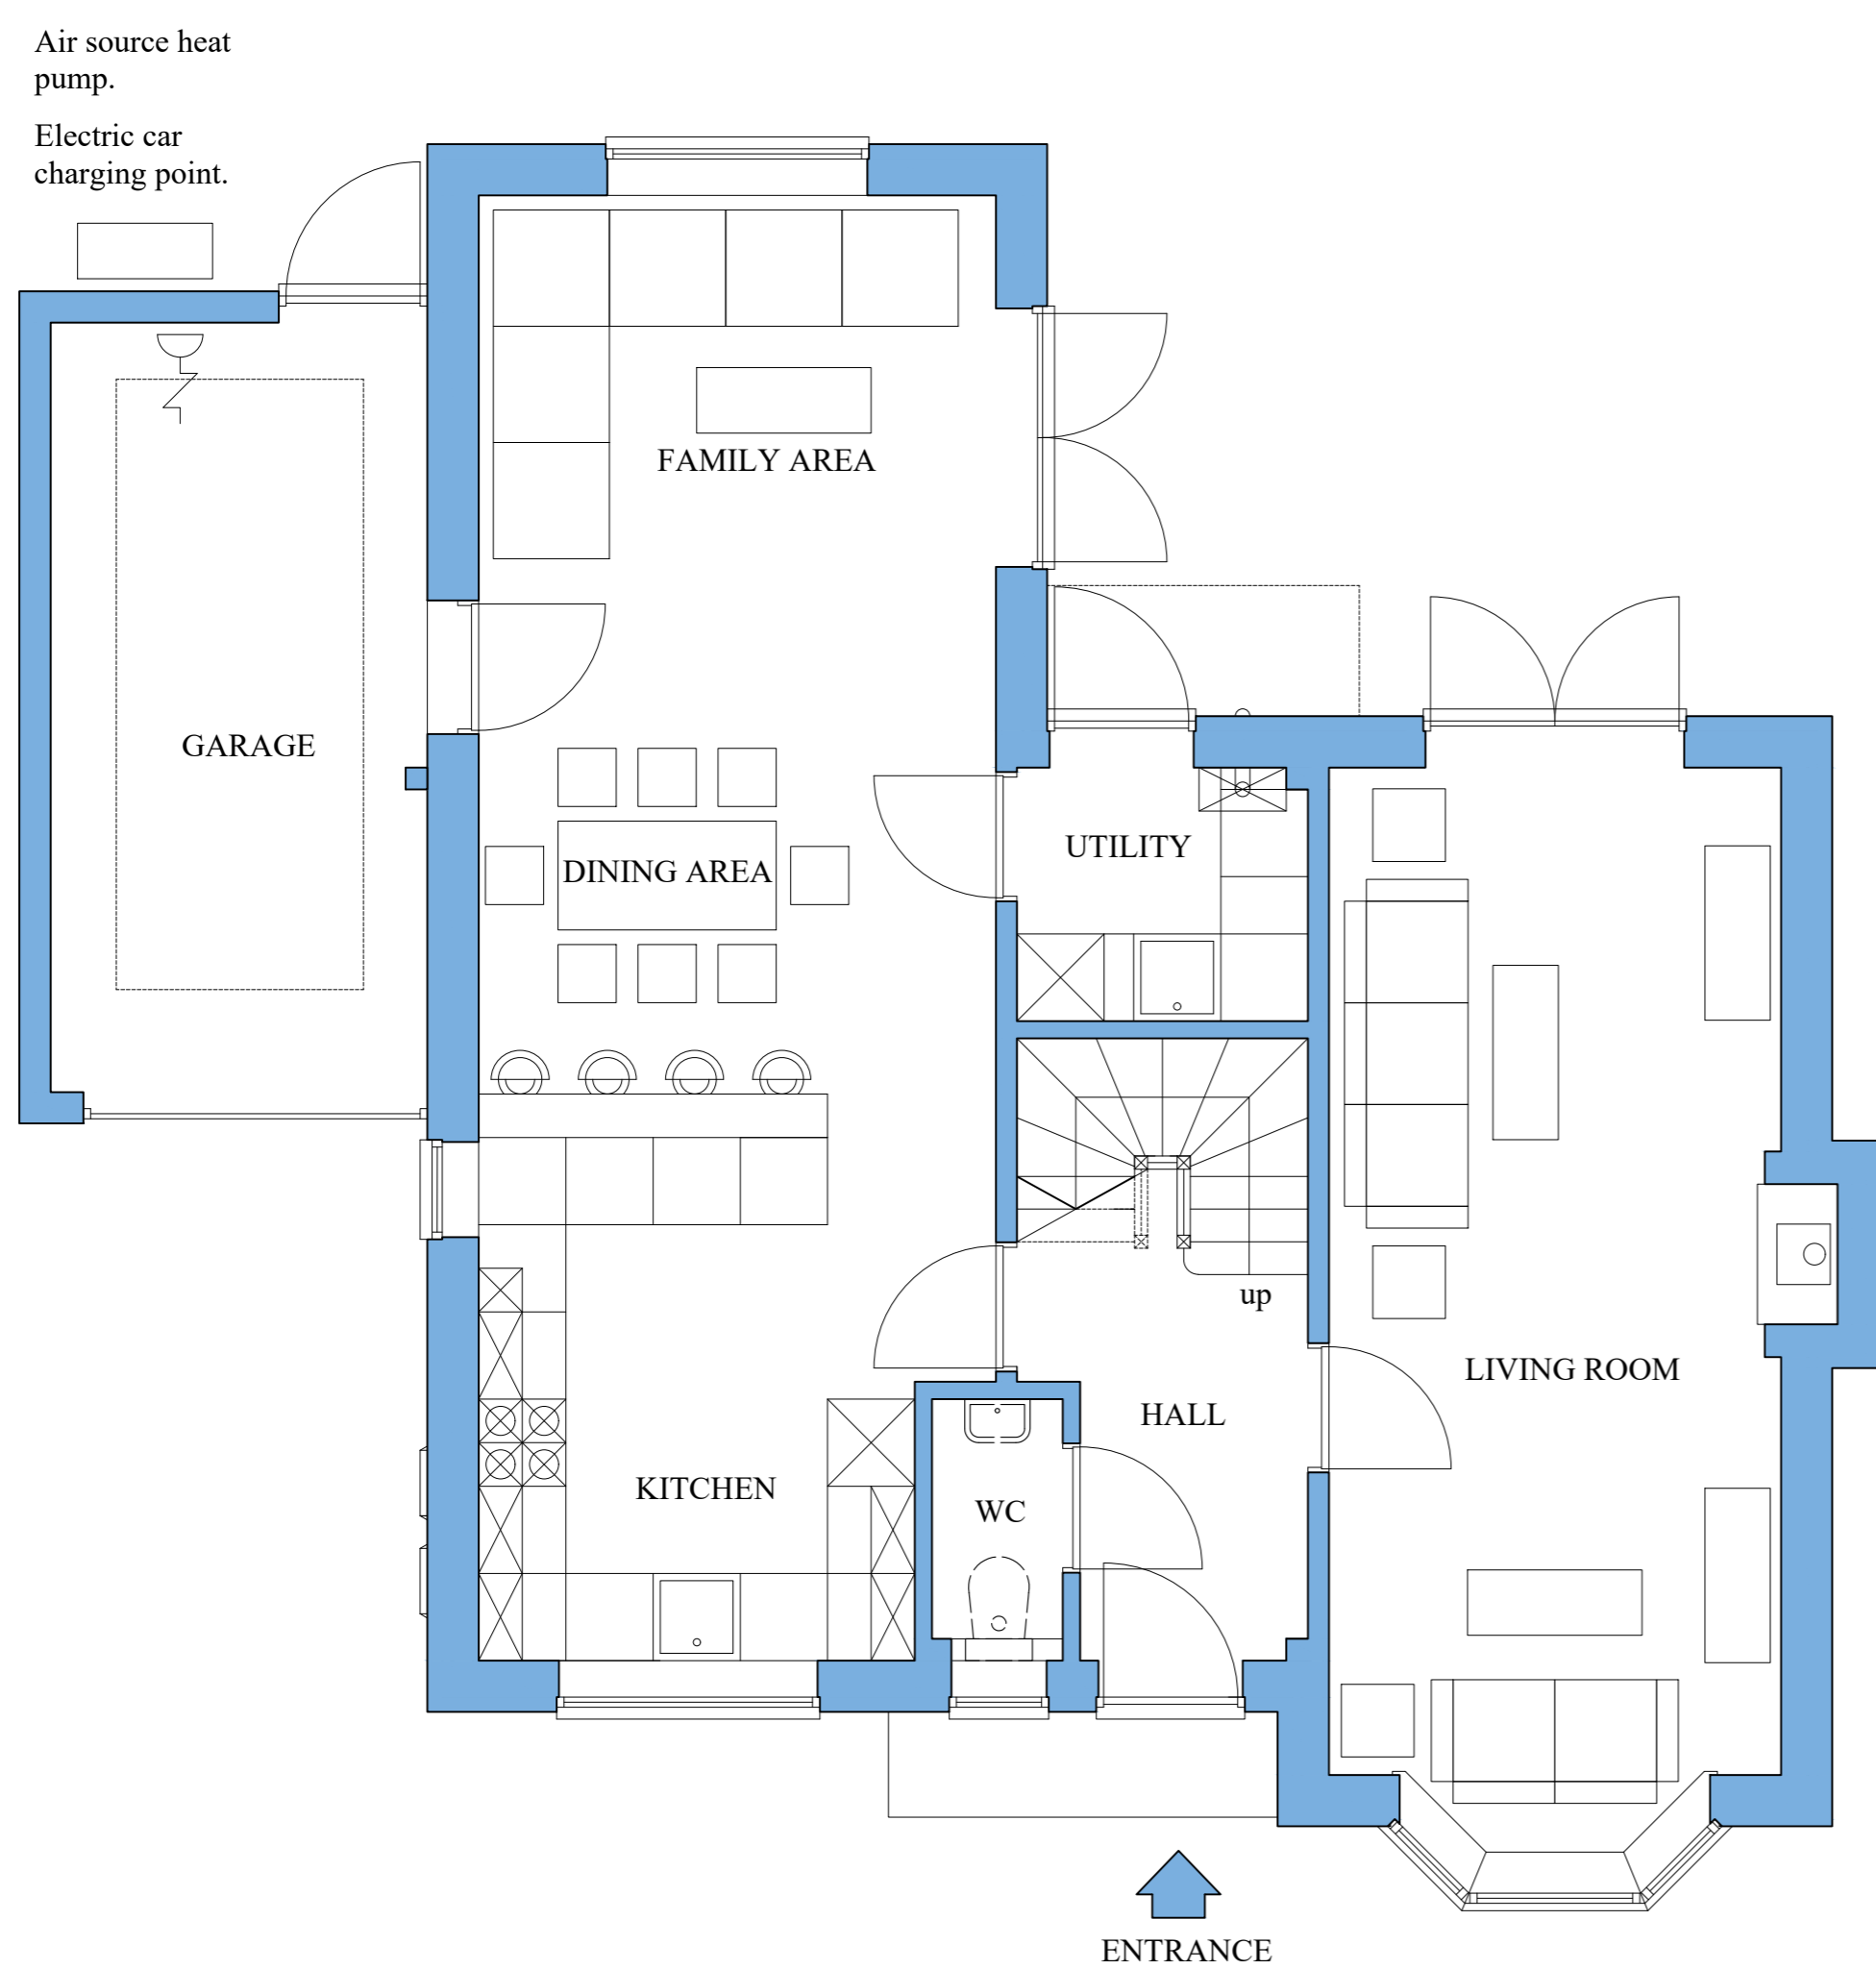 Air source heat
pump.
Electric car
charging point.
FAMILY AREA
GARAGE
UTILITY
DINING AREA
up
LIVING ROOM
HALL
KITCHEN
WC
ENTRANCE